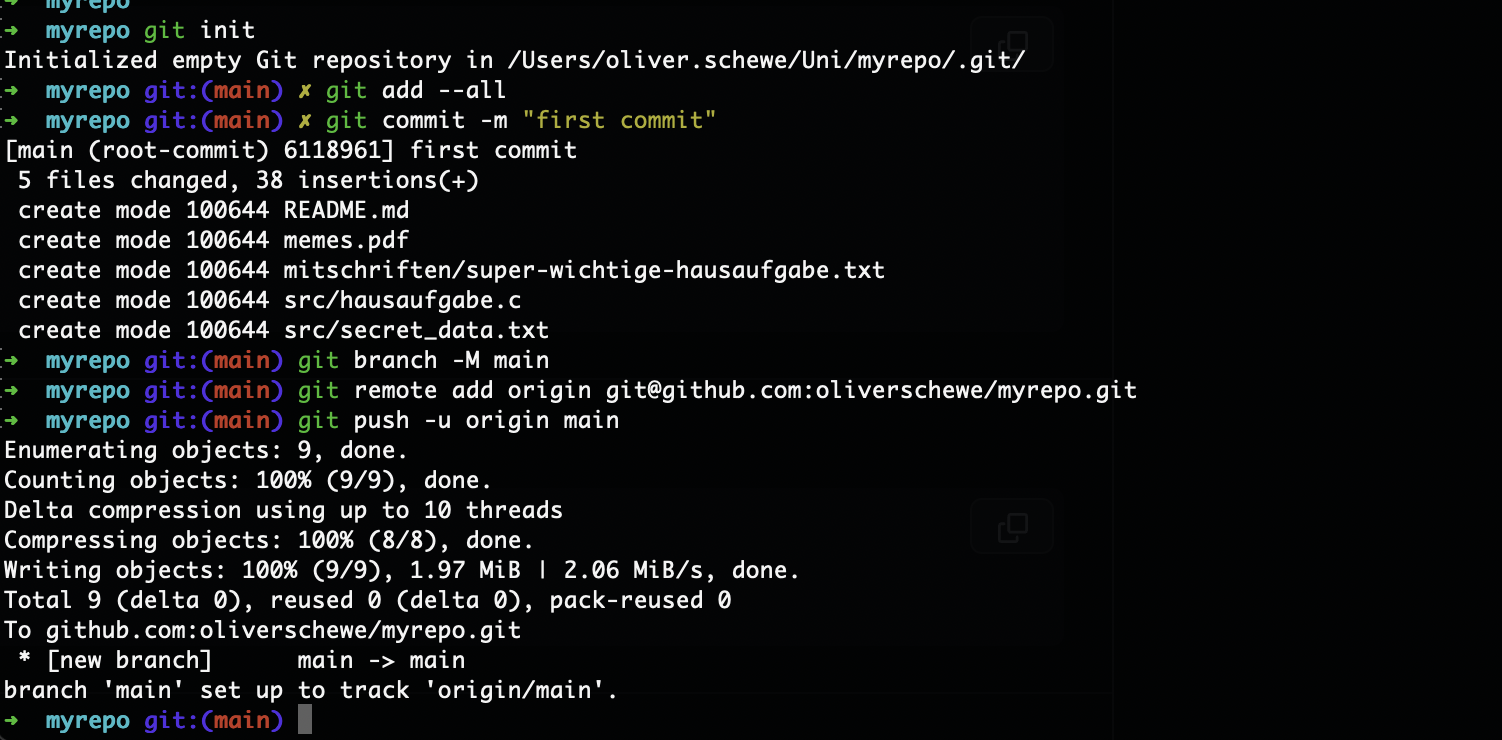 ➜  myrepo
➜  myrepo git init
Initialized empty Git repository in /Users/oliver.schewe/Uni/myrepo/.git/
➜  myrepo git:(main) ✗ git add --all
➜  myrepo git:(main) ✗ git commit -m "first commit"
[main (root-commit) 6118961] first commit
 5 files changed, 38 insertions(+)
 create mode 100644 README.md
 create mode 100644 memes.pdf
 create mode 100644 mitschriften/super-wichtige-hausaufgabe.txt
 create mode 100644 src/hausaufgabe.c
 create mode 100644 src/secret_data.txt
➜  myrepo git:(main) git branch -M main
➜  myrepo git:(main) git remote add origin git@github.com:oliverschewe/myrepo.git
➜  myrepo git:(main) git push -u origin main
Enumerating objects: 9, done.
Counting objects: 100% (9/9), done.
Delta compression using up to 10 threads
Compressing objects: 100% (8/8), done.
Writing objects: 100% (9/9), 1.97 MiB | 2.06 MiB/s, done.
Total 9 (delta 0), reused 0 (delta 0), pack-reused 0
To github.com:oliverschewe/myrepo.git
 * [new branch]      main -> main
branch 'main' set up to track 'origin/main'.
➜  myrepo git:(main)